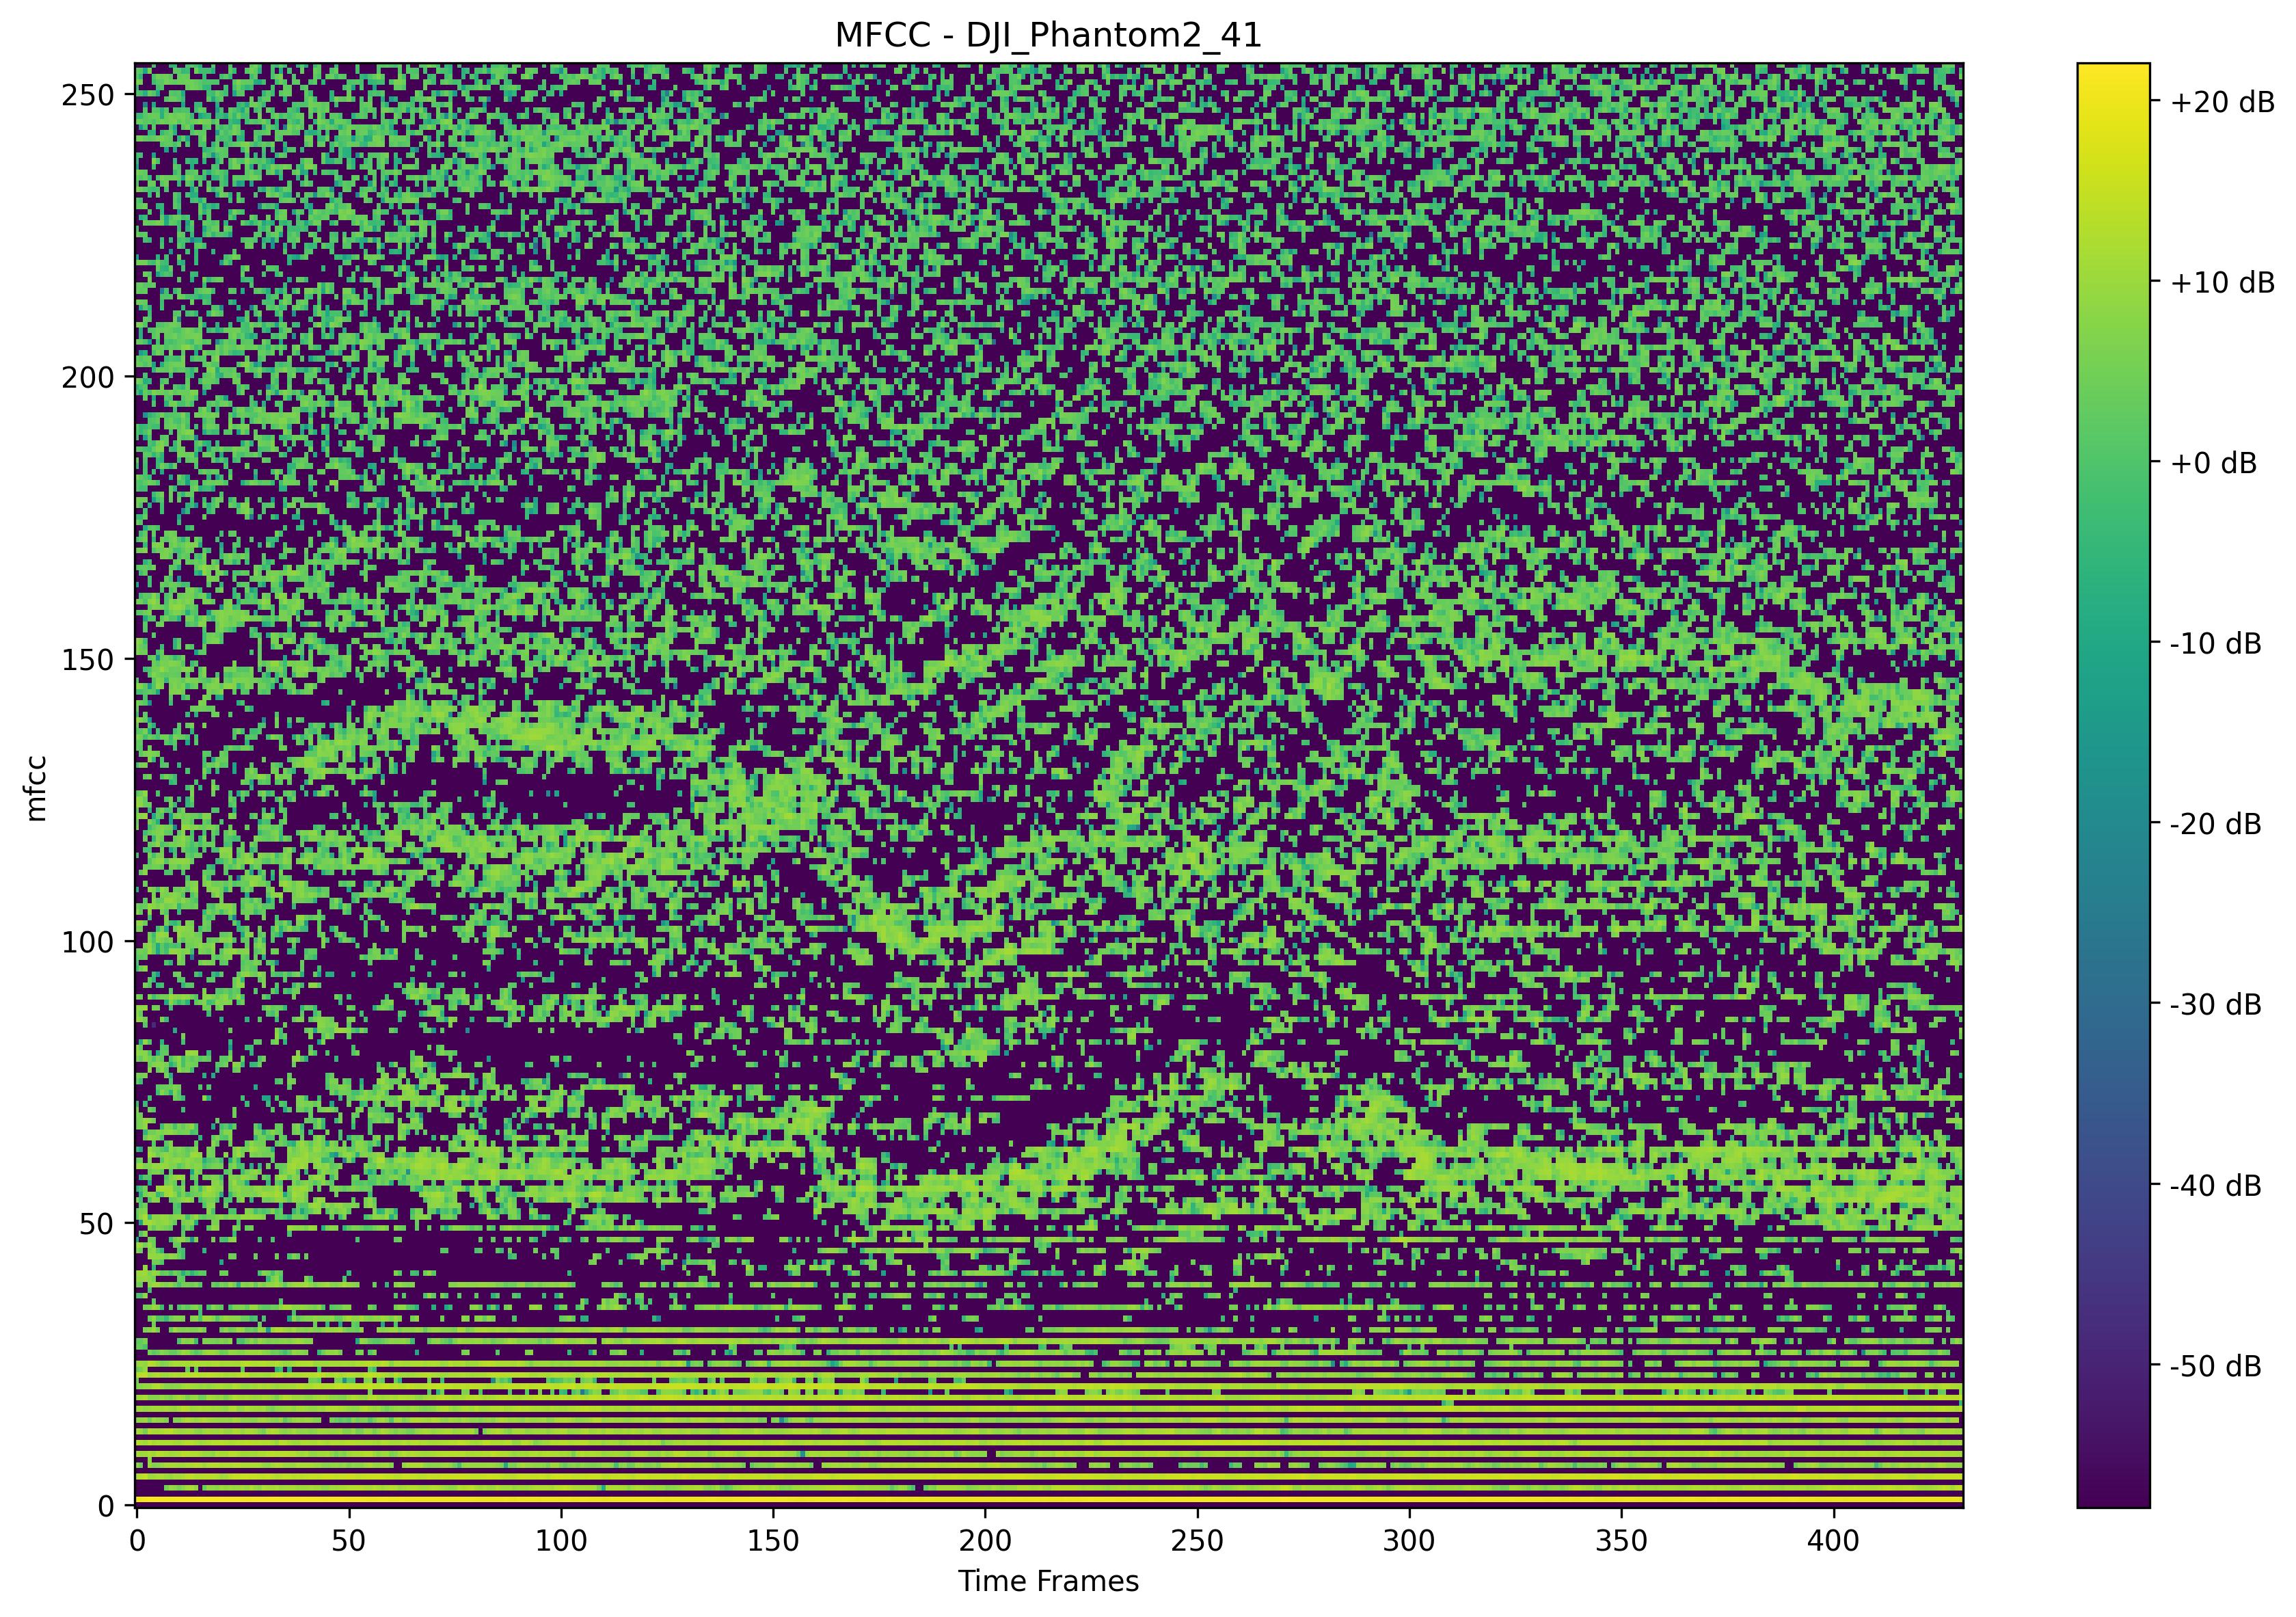 MFCC - DJI_Phantom2_41
250
200
150
100
50
0
mfcc
0 50 100 150 200 250 300 350 400
Time Frames
+20 dB
+10 dB
+0 dB
-10 dB
-20 dB
-30 dB
-40 dB
-50 dB